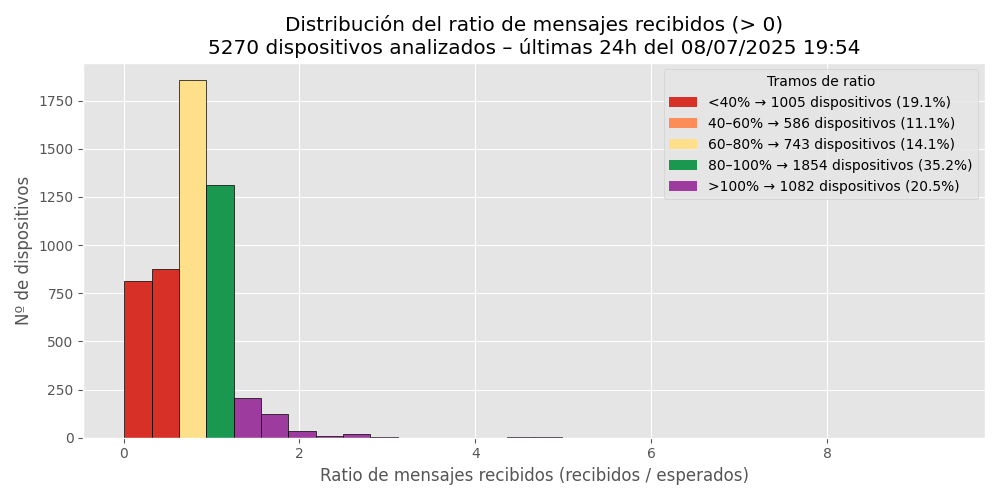 Distribución del ratio de mensajes recibidos (> 0)
5270 dispositivos analizados – últimas 24h del 08/07/2025 19:54
Tramos de ratio
<40% → 1005 dispositivos (19.1%)
40–60% → 586 dispositivos (11.1%)
60–80% → 743 dispositivos (14.1%)
80–100% → 1854 dispositivos (35.2%)
>100% → 1082 dispositivos (20.5%)
Nº de dispositivos
1750
1500
1250
1000
750
500
250
0
0 2 4 6 8
Ratio de mensajes recibidos (recibidos / esperados)